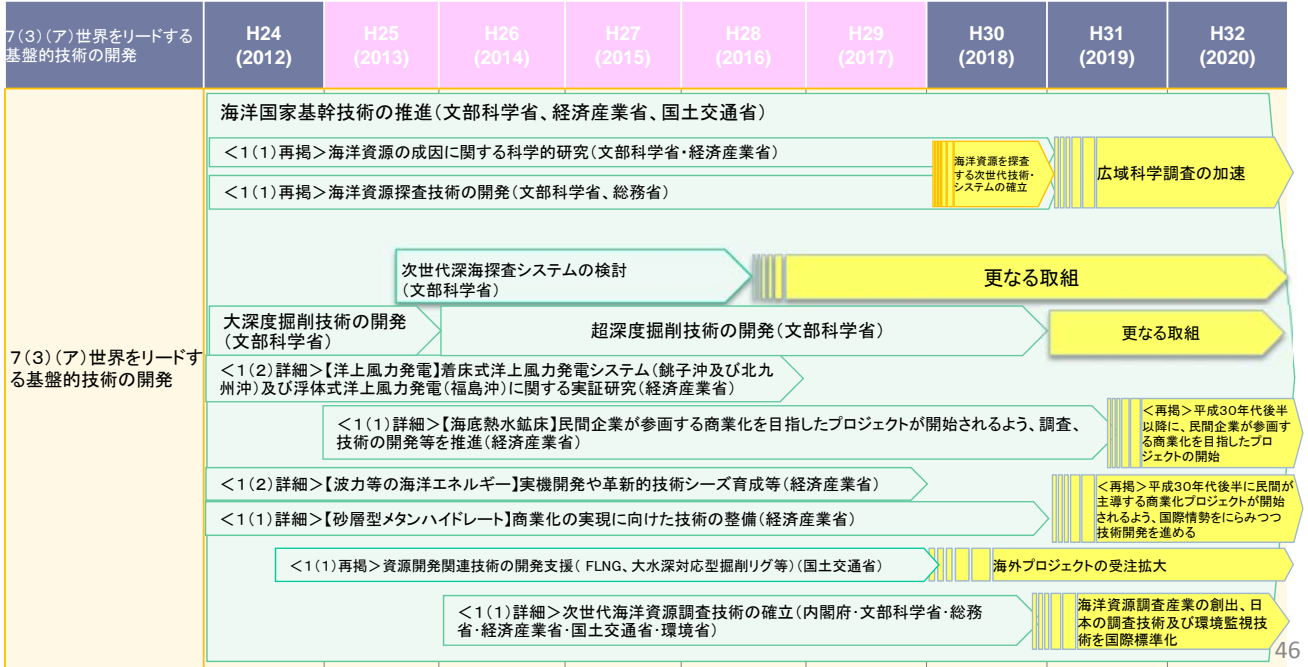 7(3)(ア)世界をリードする
基盤的技術の開発
H24
(2012)
H25
(2013)
H26
(2014)
H27
(2015)
H28
(2016)
H29
(2017)
H30
(2018)
H31
(2019)
H32
(2020)
7(3)(ア)世界をリードす
る基盤的技術の開発
海洋国家基幹技術の推進(文部科学省、経済産業省、国土交通省)
<1(1)再掲>海洋資源の成因に関する科学的研究(文部科学省・経済産業省)
<1(1)再掲>海洋資源探査技術の開発(文部科学省、総務省)
海洋資源を探査
する次世代技術・
システムの確立
広域科学調査の加速
次世代深海探査システムの検討
(文部科学省)
更なる取組
大深度掘削技術の開発
(文部科学省)
超深度掘削技術の開発(文部科学省)
更なる取組
<1(2)詳細>【洋上風力発電】着床式洋上風力発電システム(銚子沖及び北九
州沖)及び浮体式洋上風力発電(福島沖)に関する実証研究(経済産業省)
<1(1)詳細>【海底熱水鉱床】民間企業が参画する商業化を目指したプロジェクトが開始されるよう、調査、
技術の開発等を推進(経済産業省)
<再掲>平成30年代後半
以降に、民間企業が参画す
る商業化を目指したプロ
ジェクトの開始
<1(2)詳細>【波力等の海洋エネルギー】実機開発や革新的技術シーズ育成等(経済産業省)
<1(1)詳細>【砂層型メタンハイドレート】商業化の実現に向けた技術の整備(経済産業省)
<再掲>平成30年代後半に民間が
主導する商業化プロジェクトが開始
されるよう、国際情勢をにらみつつ
技術開発を進める
<1(1)再掲>資源開発関連技術の開発支援( FLNG、大水深対応型掘削リグ等)(国土交通省)
海外プロジェクトの受注拡大
<1(1)詳細>次世代海洋資源調査技術の確立(内閣府・文部科学省・総務
省・経済産業省・国土交通省・環境省)
海洋資源調査産業の創出、日
本の調査技術及び環境監視技
術を国際標準化
46